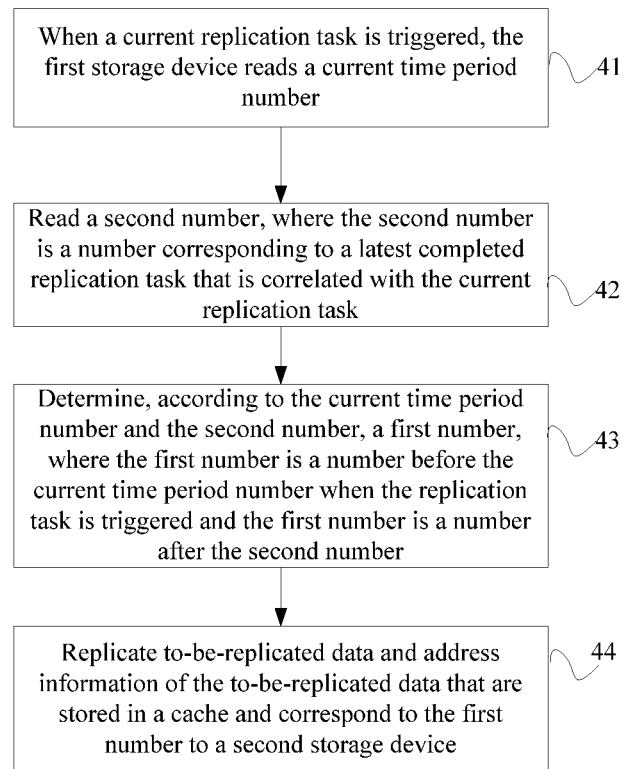 When a current replication task is triggered, the
first storage device reads a current time period
number
41
Read a second number, where the second number
is a number corresponding to a latest completed
replication task that is correlated with the current
replication task
42
Determine, according to the current time period
number and the second number, a first number,
where the first number is a number before the
current time period number when the replication
task is triggered and the first number is a number
after the second number
43
Replicate to-be-replicated data and address
information of the to-be-replicated data that are
stored in a cache and correspond to the first
number to a second storage device
44